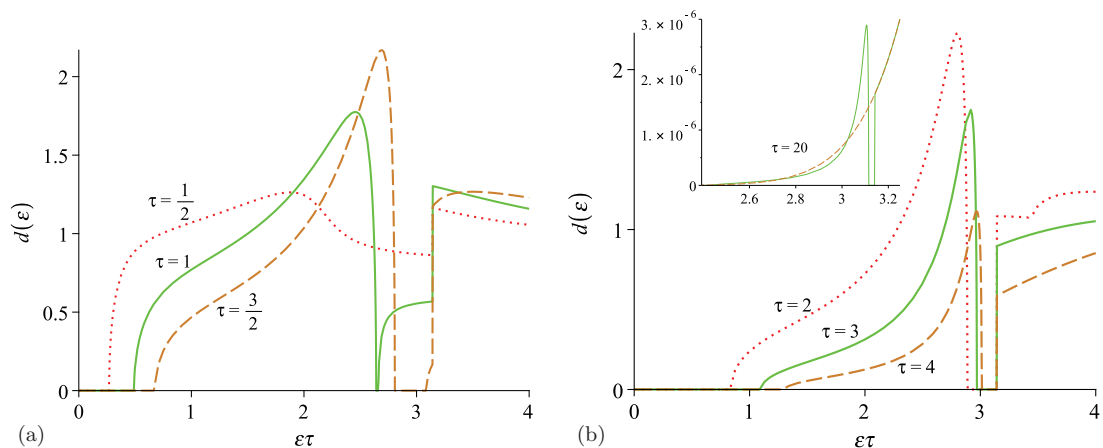 2
1.5
1
0.5
0
d(ε)
τ = 1/2
τ = 1
τ = 3/2
0 1 2 3 4
(a) ετ
2
1
0
d(ε)
3. × 10⁻⁶
2. × 10⁻⁶
1. × 10⁻⁶
0
τ = 20
2.6 2.8 3 3.2
τ = 2
τ = 3
τ = 4
0 1 2 3 4
(b) ετ